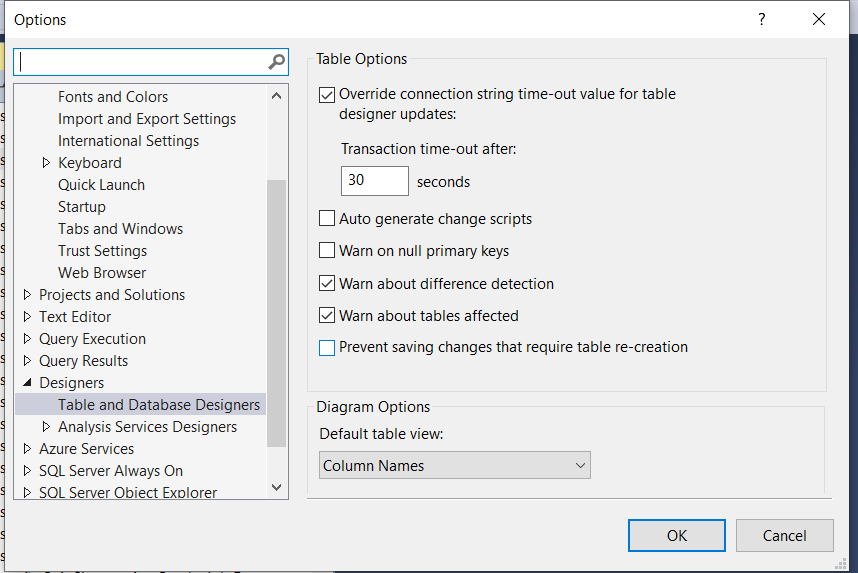 Options
?
Fonts and Colors
Import and Export Settings
International Settings
Keyboard
Quick Launch
Startup
Tabs and Windows
Trust Settings
Web Browser
Projects and Solutions
Text Editor
Query Execution
Query Results
Designers
Table and Database Designers
Analysis Services Designers
Azure Services
SQL Server Always On
SQL Server Object Explorer
Table Options
Override connection string time-out value for table
designer updates:
Transaction time-out after:
30 seconds
Auto generate change scripts
Warn on null primary keys
Warn about difference detection
Warn about tables affected
Prevent saving changes that require table re-creation
Diagram Options
Default table view:
Column Names
OK Cancel